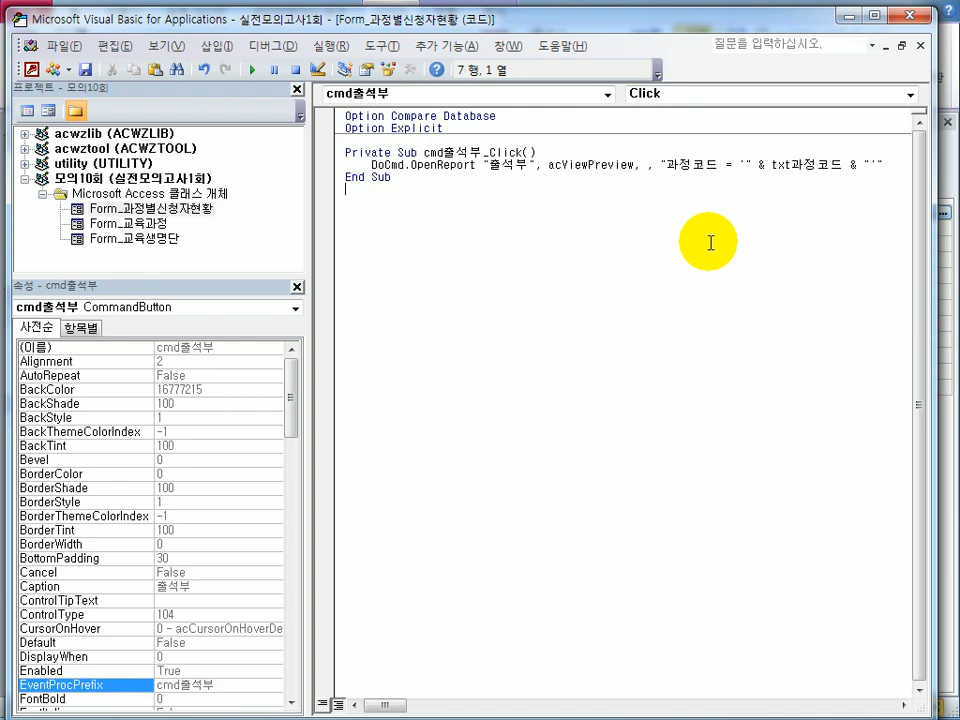 Microsoft Visual Basic for Applications - 실전모의고사1회 - [Form_과정별신청자현황 (코드)]
파일(F) 편집(E) 보기(V) 삽입(I) 디버그(D) 실행(R) 도구(T) 추가 기능(A) 창(W) 도움말(H) 질문을 입력하십시오.
7 행, 1 열
프로젝트 - 모의10회
acwzlib (ACWZLIB)
acwztool (ACWZTOOL)
utility (UTILITY)
모의10회 (실전모의고사1회)
Microsoft Access 클래스 개체
Form_과정별신청자현황
Form_교육과정
Form_교육생명단
속성 - cmd출석부
cmd출석부 CommandButton
사전순 항목별
(이름) cmd출석부
Alignment 2
AutoRepeat False
BackColor 16777215
BackShade 100
BackStyle 1
BackThemeColorIndex -1
BackTint 100
Bevel 0
BorderColor 0
BorderShade 100
BorderStyle 1
BorderThemeColorIndex -1
BorderTint 100
BorderWidth 0
BottomPadding 30
Cancel False
Caption 출석부
ControlTipText
ControlType 104
CursorOnHover 0 - acCursorOnHoverDe
Default False
DisplayWhen 0
Enabled True
EventProcPrefix cmd출석부
FontBold 0
cmd출석부 Click
Option Compare Database
Option Explicit
Private Sub cmd출석부_Click()
DoCmd.OpenReport "출석부", acViewPreview, , "과정코드 = '" & txt과정코드 & "'"
End Sub